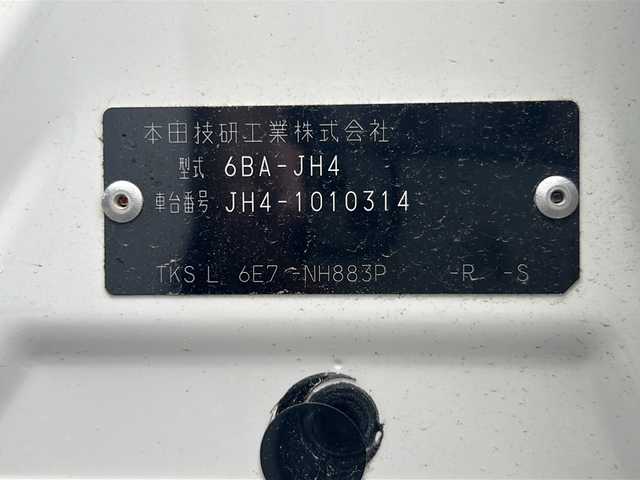 本田技研工業株式会社
型式 6BA-JH4
車台番号 JH4-1010314
TKSL 6E7 -NH883P -R -S